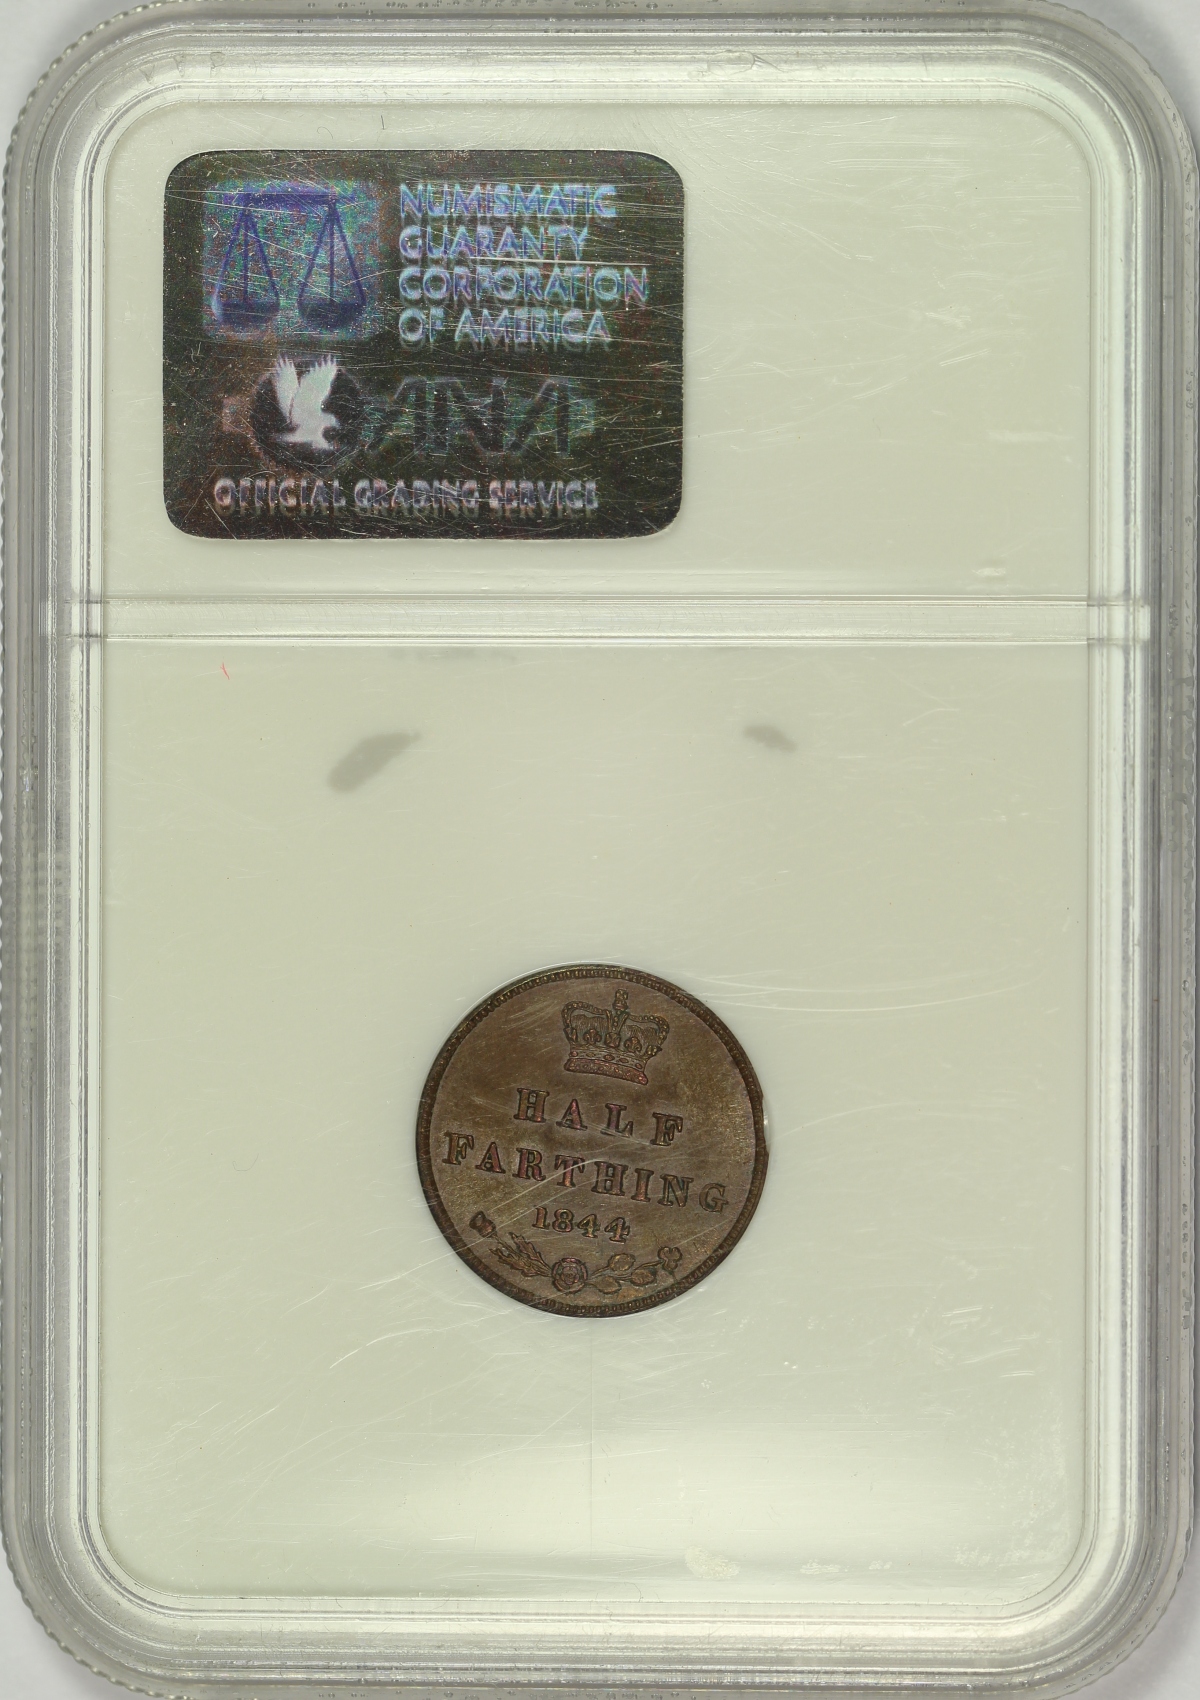 NUMISMATIC
GUARANTY
CORPORATION
OF AMERICA
ANA
OFFICIAL GRADING SERVICE
HALF
FARTHING
1844